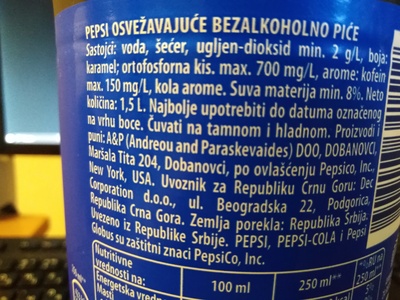 PEPSI OSVEŽAVAJUĆE BEZALKOHOLNO PIĆE
Sastojci: voda, šećer, ugljen-dioksid min. 2 g/L, boja:
karamel; ortofosforna kis. max. 700 mg/L, arome: kofein
max. 150 mg/L, kola arome. Suva materija min. 8%. Neto
količina: 1,5 L. Najbolje upotrebiti do datuma označenog
na vrhu boce. Čuvati na tamnom i hladnom. Proizvodi i
puni: A&P (Andreou and Paraskevaides) DOO, DOBANOVCI,
Maršala Tita 204, Dobanovci, po ovlašćenju Pepsico, Inc.,
New York, USA. Uvoznik za Republiku Crnu Goru: Dec
Corporation d.o.o., ul. Beogradska 22, Podgorica,
Republika Crna Gora. Zemlja porekla: Republika Srbija.
Uvezeno iz Republike Srbije. PEPSI, PEPSI-COLA i Pepsi
Globus su zaštitni znaci PepsiCo, Inc.
Nutritivne
vrednosti na: 100 ml 250 ml**
Energetska vrednost
Masti